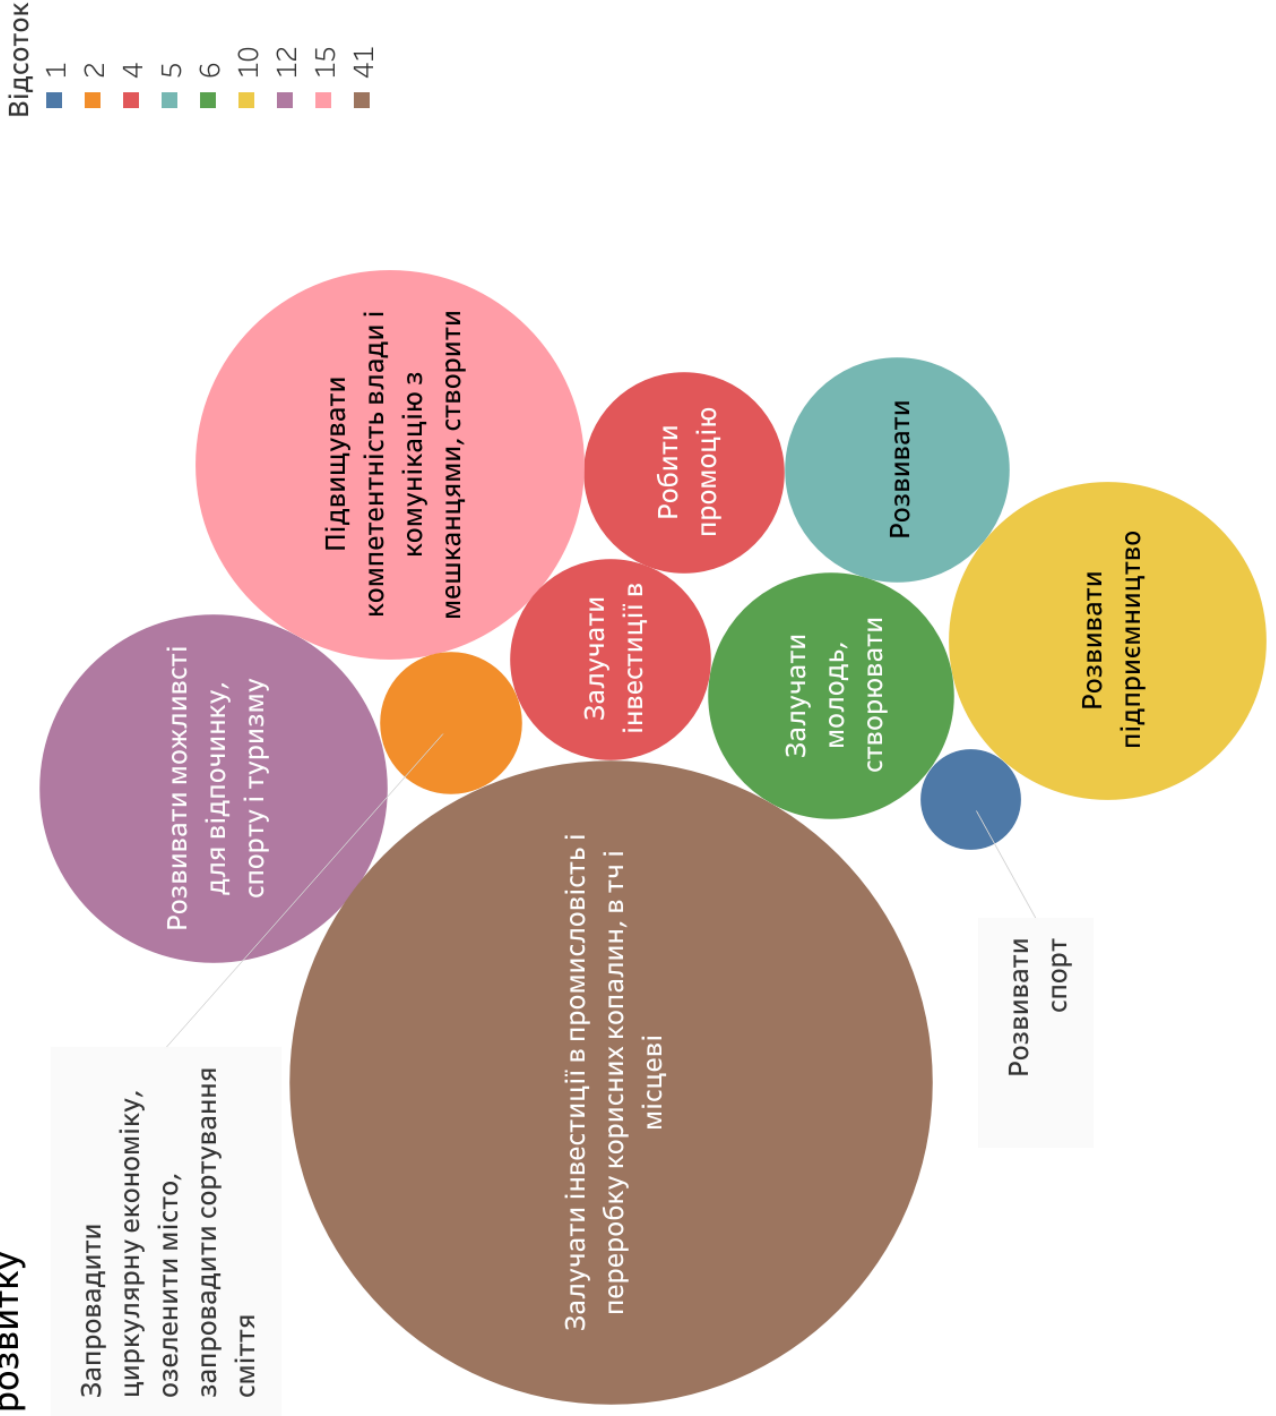 розвитку
Запровадити
циркулярну економіку,
озеленити місто,
запровадити сортування
сміття
Розвивати можливсті
для відпочинку,
спорту і туризму
Підвищувати
компетентність влади і
комунікацію з
мешканцями, створити
Залучати інвестиції в промисловість і
переробку корисних копалин, в тч і
місцеві
Залучати
інвестиції в
Робити
промоцію
Залучати
молодь,
створювати
Розвивати
Розвивати
спорт
Розвивати
підприємництво
Відсоток
1
2
4
5
6
10
12
15
41